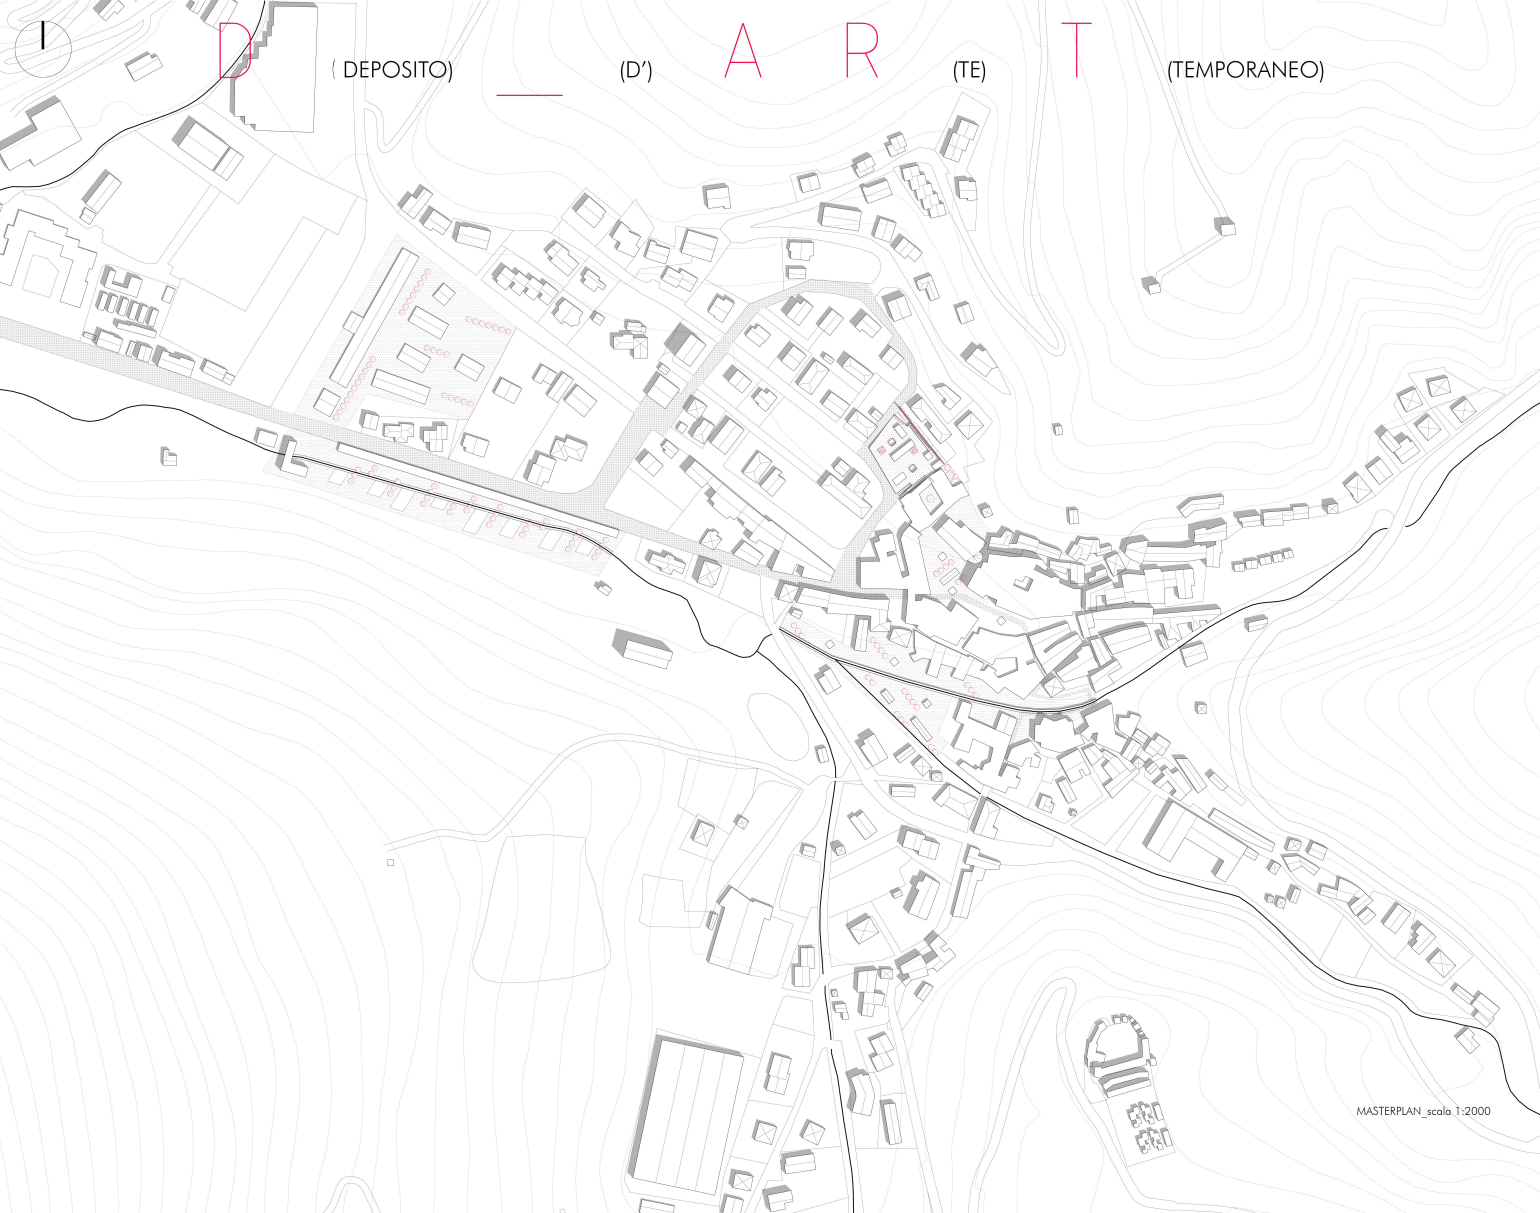 D ( DEPOSITO) _ (D’) A R (TE) T (TEMPORANEO)
MASTERPLAN_scala 1:2000